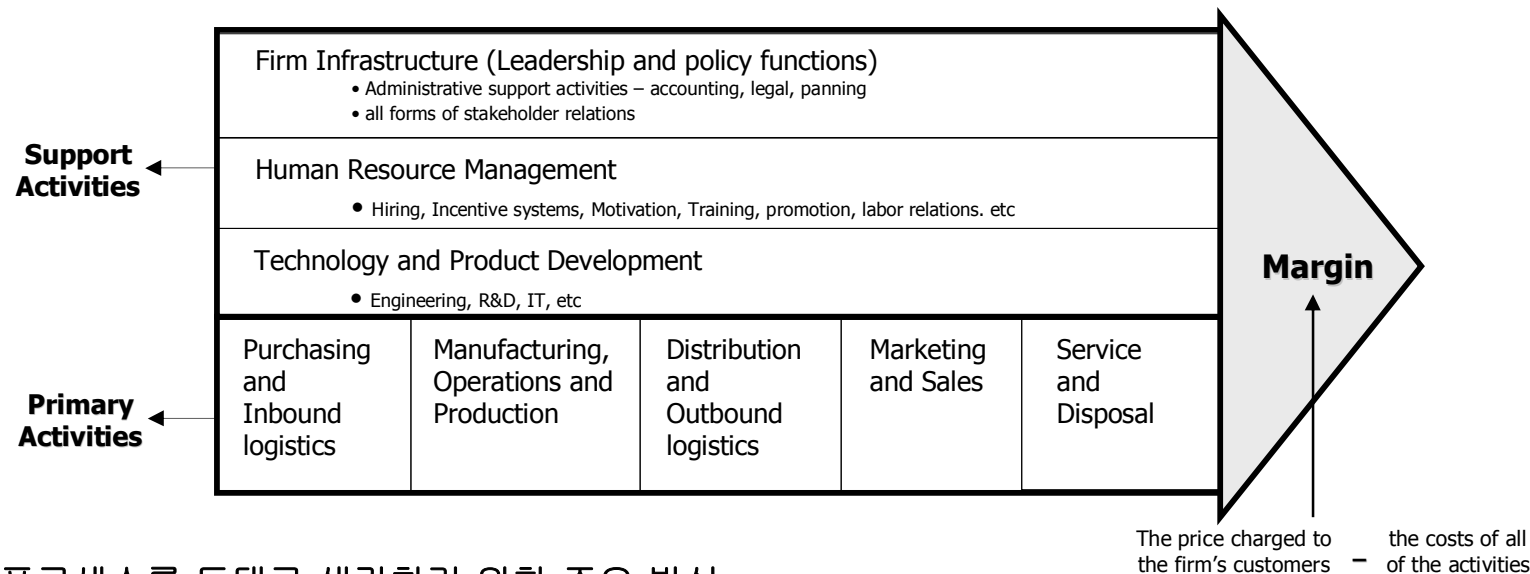 Firm Infrastructure (Leadership and policy functions)
• Administrative support activities – accounting, legal, panning
• all forms of stakeholder relations
Support
Activities
Human Resource Management
• Hiring, Incentive systems, Motivation, Training, promotion, labor relations. etc
Technology and Product Development
• Engineering, R&D, IT, etc
Margin
Primary
Activities
Purchasing
and
Inbound
logistics
Manufacturing,
Operations and
Production
Distribution
and
Outbound
logistics
Marketing
and Sales
Service
and
Disposal
The price charged to
the firm's customers
–
the costs of all
of the activities